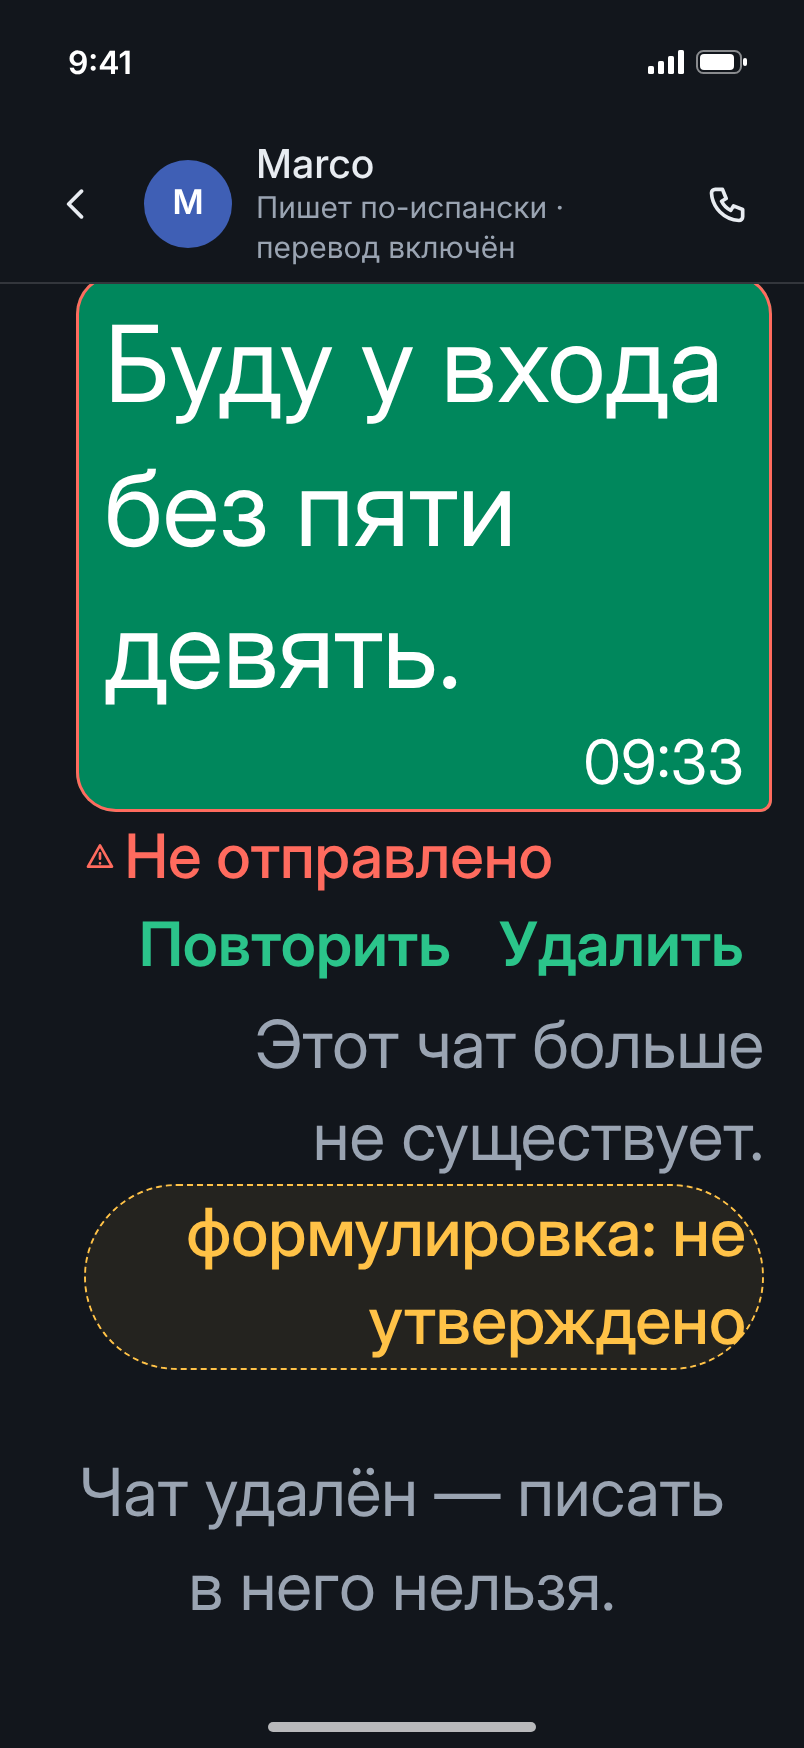 9:41
M
Marco
Пишет по-испански ·
перевод включён
Буду у входа
без пяти
девять.
09:33
Не отправлено
Повторить Удалить
Этот чат больше
не существует.
формулировка: не
утверждено
Чат удалён — писать
в него нельзя.